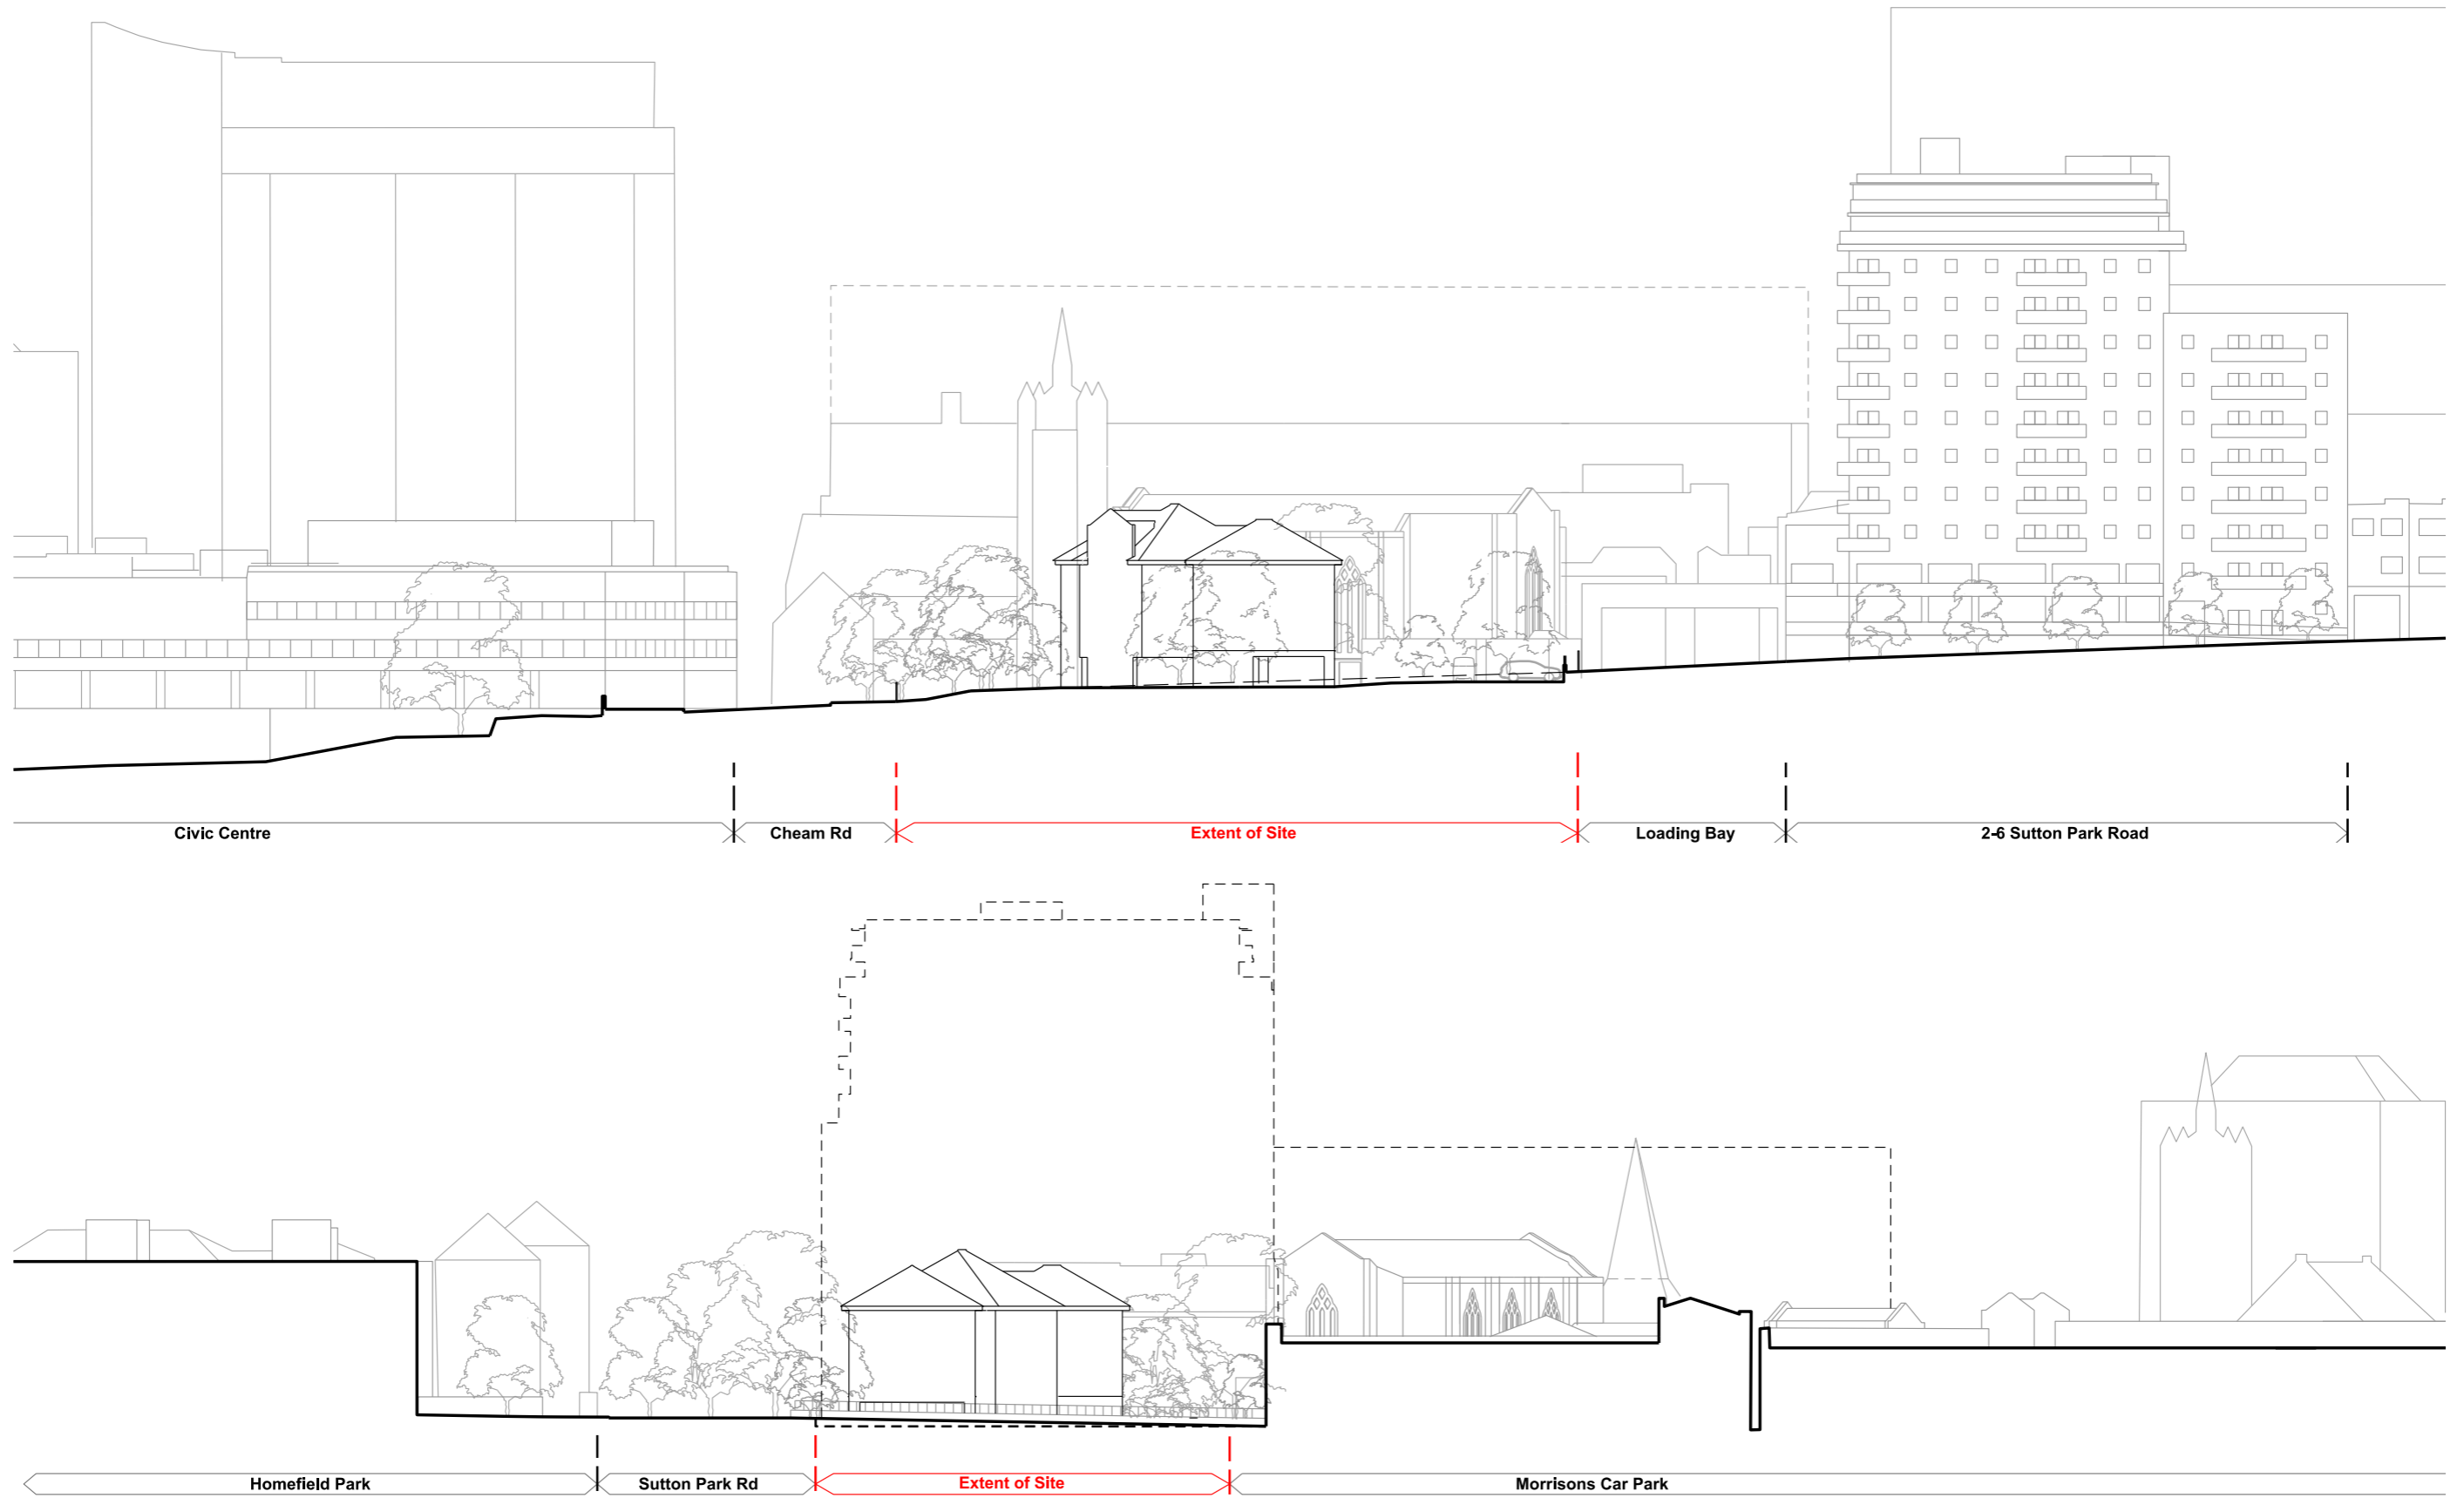 Civic Centre
Cheam Rd
Extent of Site
Loading Bay
2-6 Sutton Park Road
Homefield Park
Sutton Park Rd
Extent of Site
Morrisons Car Park